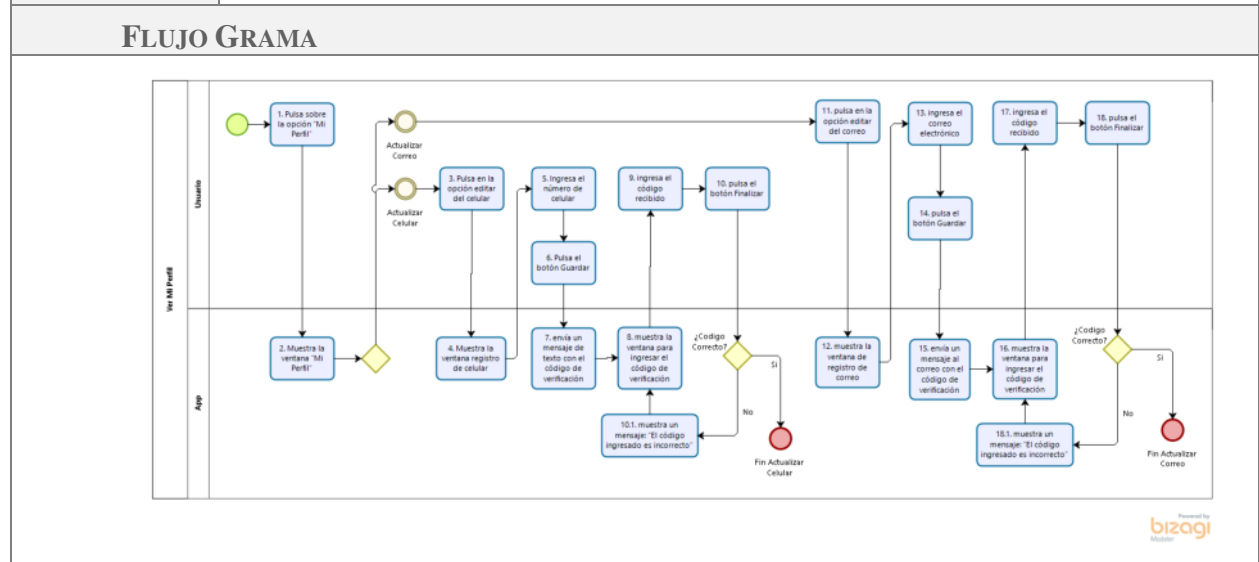 FLUJO GRAMA
Ver Mi Perfil
Usuario
App
1. Pulsa sobre
la opción "Mi
Perfil"
2. Muestra la
ventana "Mi
Perfil"
Actualizar
Correo
Actualizar
Celular
3. Pulsa en la
opción editar
del celular
4. Muestra la
ventana registro
de celular
5. Ingresa el
número de
celular
6. Pulsa el
botón Guardar
7. envía un
mensaje de
texto con el
código de
verificación
8. muestra la
ventana para
ingresar el
código de
verificación
9. ingresa el
código
recibido
10. pulsa el
botón Finalizar
¿Codigo
Correcto?
Si
No
10.1. muestra un
mensaje: "El código
ingresado es incorrecto"
Fin Actualizar
Celular
11. pulsa en la
opción editar
del correo
12. muestra la
ventana de
registro de
correo
13. ingresa el
correo
electrónico
14. pulsa el
botón Guardar
15. envía un
mensaje al
correo con el
código de
verificación
16. muestra la
ventana para
ingresar el
código de
verificación
17. ingresa el
código
recibido
18. pulsa el
botón Finalizar
¿Codigo
Correcto?
Si
No
18.1. muestra un
mensaje: "El código
ingresado es incorrecto"
Fin Actualizar
Correo
Powered by
bizagi
Modeler